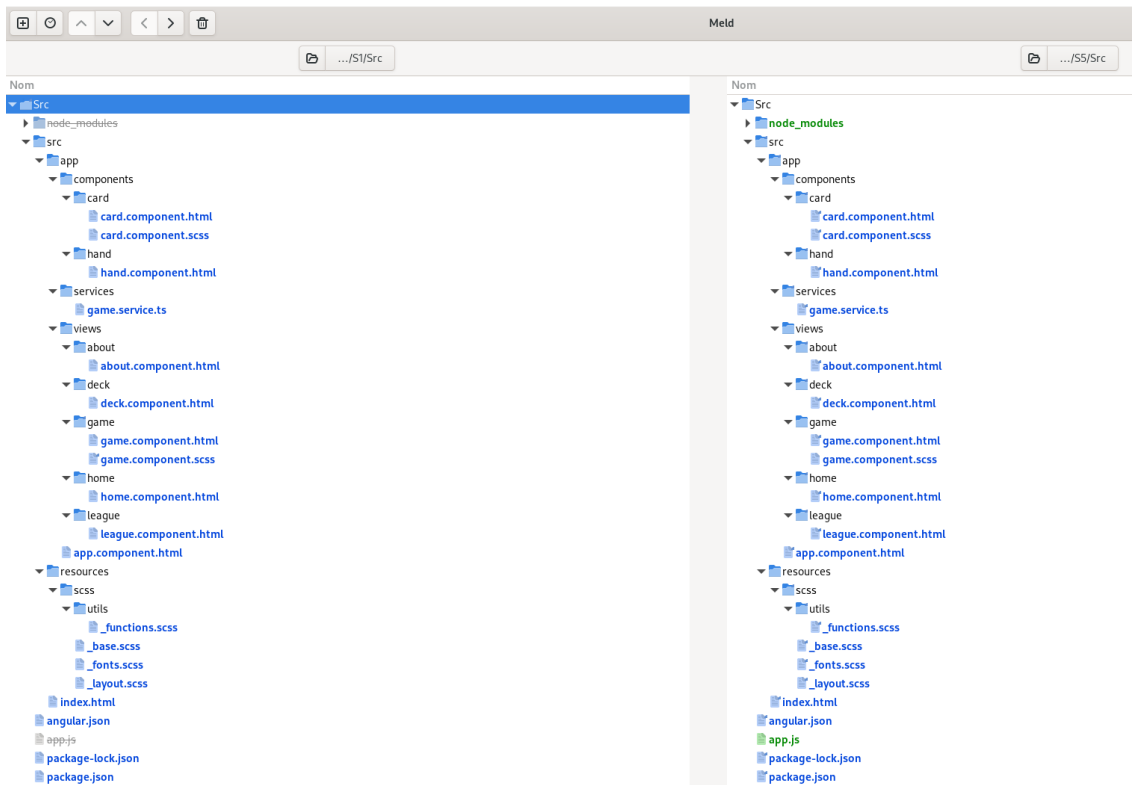 Meld
.../S1/Src
.../S5/Src
Nom
Src
node_modules
src
app
components
card
card.component.html
card.component.scss
hand
hand.component.html
services
game.service.ts
views
about
about.component.html
deck
deck.component.html
game
game.component.html
game.component.scss
home
home.component.html
league
league.component.html
app.component.html
resources
scss
utils
_functions.scss
_base.scss
_fonts.scss
_layout.scss
index.html
angular.json
app.js
package-lock.json
package.json
Nom
Src
node_modules
src
app
components
card
card.component.html
card.component.scss
hand
hand.component.html
services
game.service.ts
views
about
about.component.html
deck
deck.component.html
game
game.component.html
game.component.scss
home
home.component.html
league
league.component.html
app.component.html
resources
scss
utils
_functions.scss
_base.scss
_fonts.scss
_layout.scss
index.html
angular.json
app.js
package-lock.json
package.json